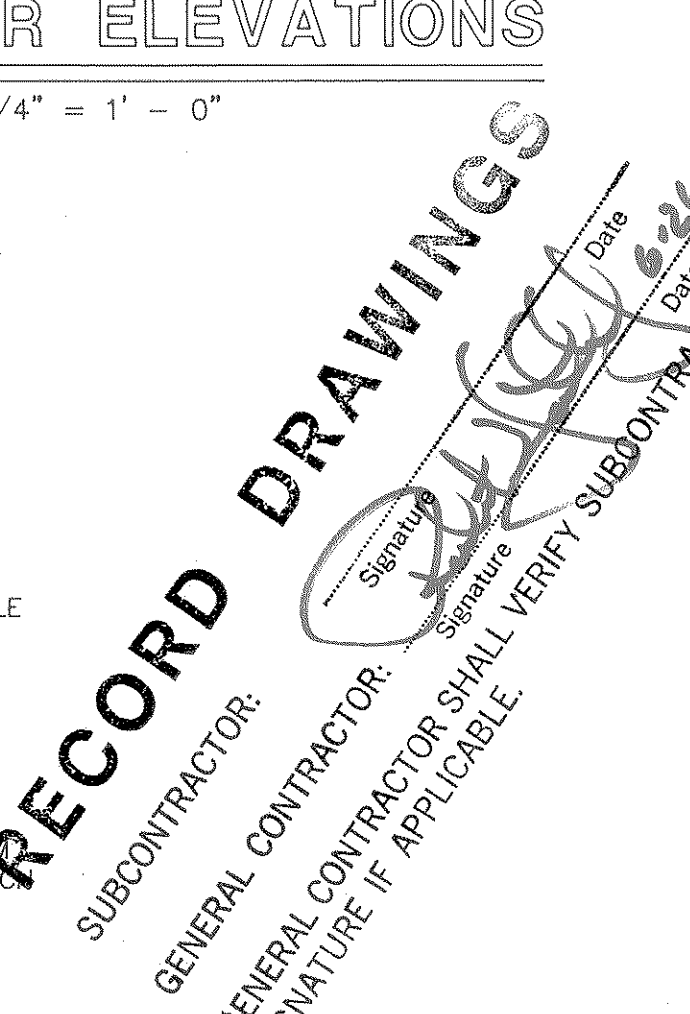 R ELEVATIONS
/4" = 1' - 0"
LE
RECORD DRAWINGS
SUBCONTRACTOR:
Signature Date
GENERAL CONTRACTOR:
Signature Date
GENERAL CONTRACTOR SHALL VERIFY SUBCONTRA
GNATURE IF APPLICABLE.